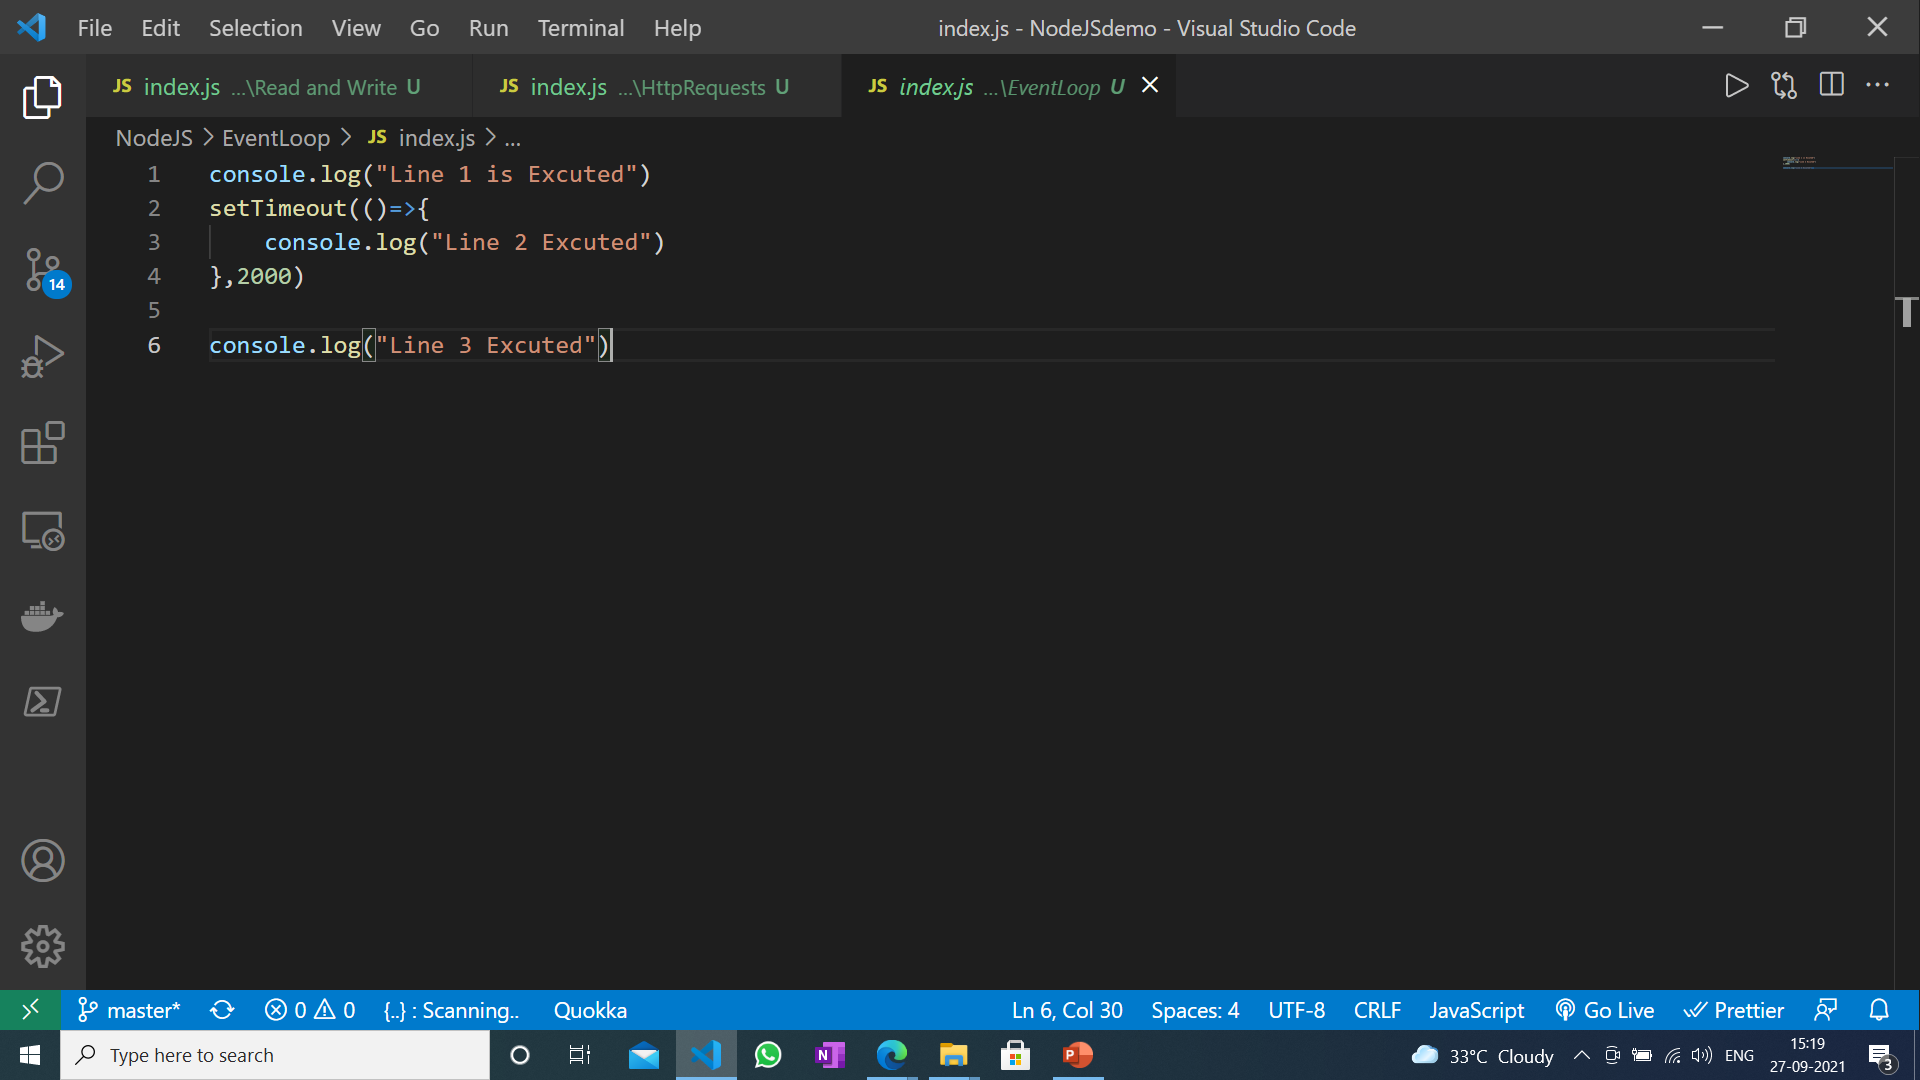 File Edit Selection View Go Run Terminal Help index.js - NodeJSdemo - Visual Studio Code
JS index.js ...\Read and Write U JS index.js ...\HttpRequests U JS index.js ...\EventLoop U
NodeJS > EventLoop > JS index.js > ...
1 console.log("Line 1 is Excuted")
2 setTimeout(()=>{
3 console.log("Line 2 Excuted")
4 },2000)
5
6 console.log("Line 3 Excuted")
14
master* 0 0 {..} : Scanning.. Quokka Ln 6, Col 30 Spaces: 4 UTF-8 CRLF JavaScript Go Live Prettier
Type here to search N P 33°C Cloudy ENG 15:19
27-09-2021 3